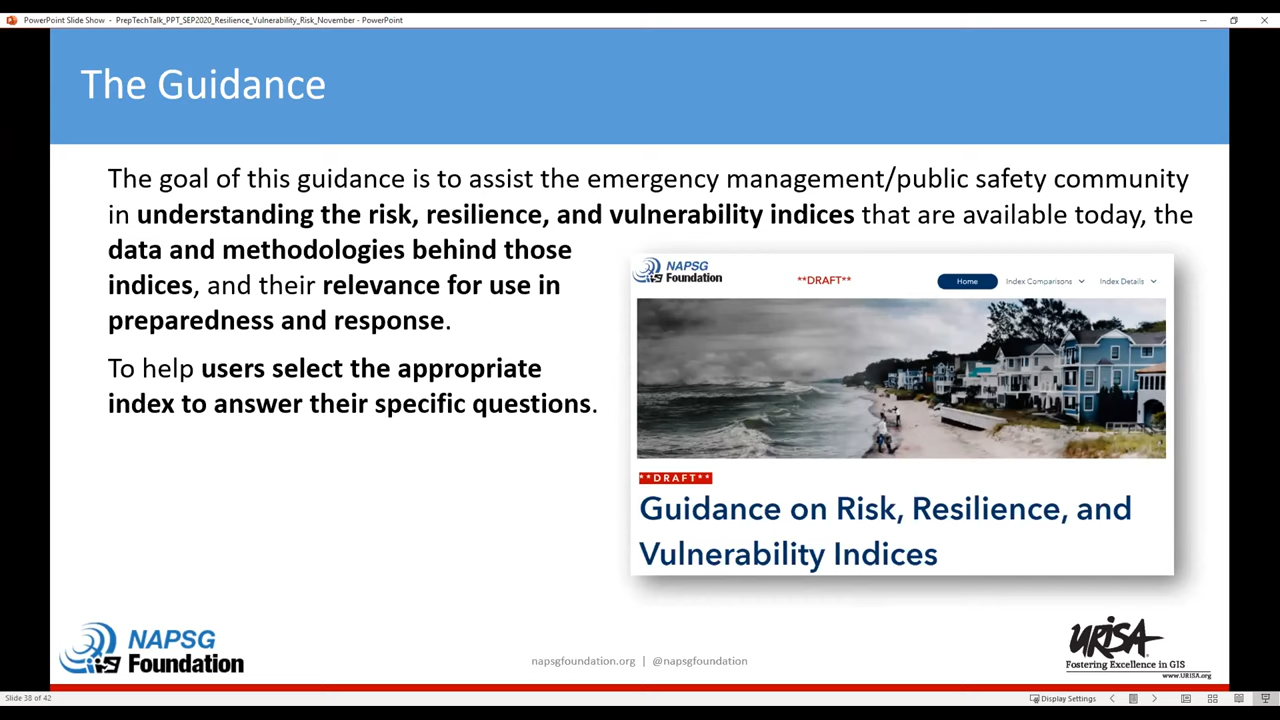 PowerPoint Slide Show - PrepTechTalk_PPT_SEP2020_Resilience_Vulnerability_Risk_November - PowerPoint
The Guidance
The goal of this guidance is to assist the emergency management/public safety community
in understanding the risk, resilience, and vulnerability indices that are available today, the
data and methodologies behind those
indices, and their relevance for use in
preparedness and response.
To help users select the appropriate
index to answer their specific questions.
NAPSG
Foundation
**DRAFT**
Home
Index Comparisons
Index Details
**DRAFT**
Guidance on Risk, Resilience, and
Vulnerability Indices
NAPSG
Foundation
napsgfoundation.org | @napsgfoundation
URISA
Fostering Excellence in GIS
www.URISA.org
Slide 38 of 42
Display Settings